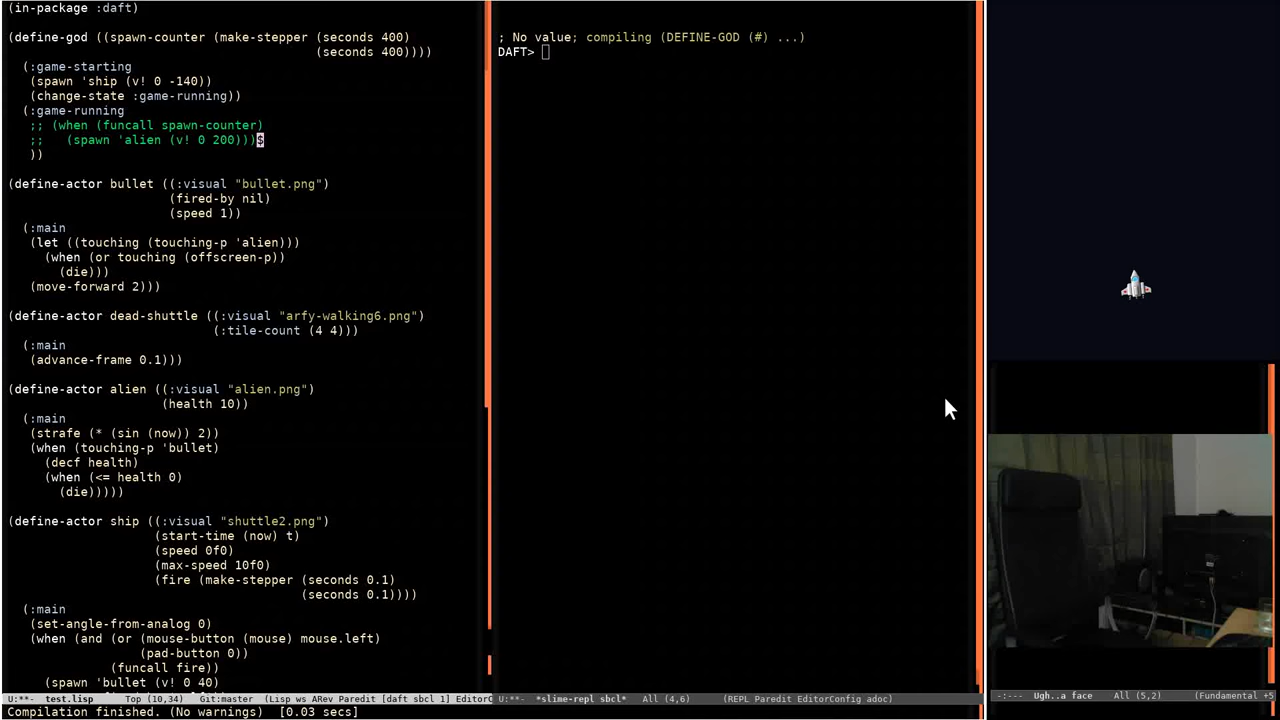 (in-package :daft)
(define-god ((spawn-counter (make-stepper (seconds 400)
(seconds 400))))
(:game-starting
(spawn 'ship (v! 0 -140))
(change-state :game-running))
(:game-running
;; (when (funcall spawn-counter)
;;   (spawn 'alien (v! 0 200)))$
))
(define-actor bullet ((:visual "bullet.png")
(fired-by nil)
(speed 1))
(:main
(let ((touching (touching-p 'alien)))
(when (or touching (offscreen-p))
(die)))
(move-forward 2)))
(define-actor dead-shuttle ((:visual "arfy-walking6.png")
(:tile-count (4 4)))
(:main
(advance-frame 0.1)))
(define-actor alien ((:visual "alien.png")
(health 10))
(:main
(strafe (* (sin (now)) 2))
(when (touching-p 'bullet)
(decf health)
(when (<= health 0)
(die)))))
(define-actor ship ((:visual "shuttle2.png")
(start-time (now) t)
(speed 0f0)
(max-speed 10f0)
(fire (make-stepper (seconds 0.1)
(seconds 0.1))))
(:main
(set-angle-from-analog 0)
(when (and (or (mouse-button (mouse) mouse.left)
(pad-button 0))
(funcall fire))
(spawn 'bullet (v! 0 40)
U:**-  test.lisp      Top (10,34)   Git:master  (Lisp ws ARev Paredit [daft sbcl 1] EditorC
Compilation finished. (No warnings)  [0.03 secs]
; No value; compiling (DEFINE-GOD (#) ...)
DAFT>
U:**-  *slime-repl sbcl*   All (4,6)      (REPL Paredit EditorConfig adoc)
-:---  Ugh..a face    All (5,2)      (Fundamental +5